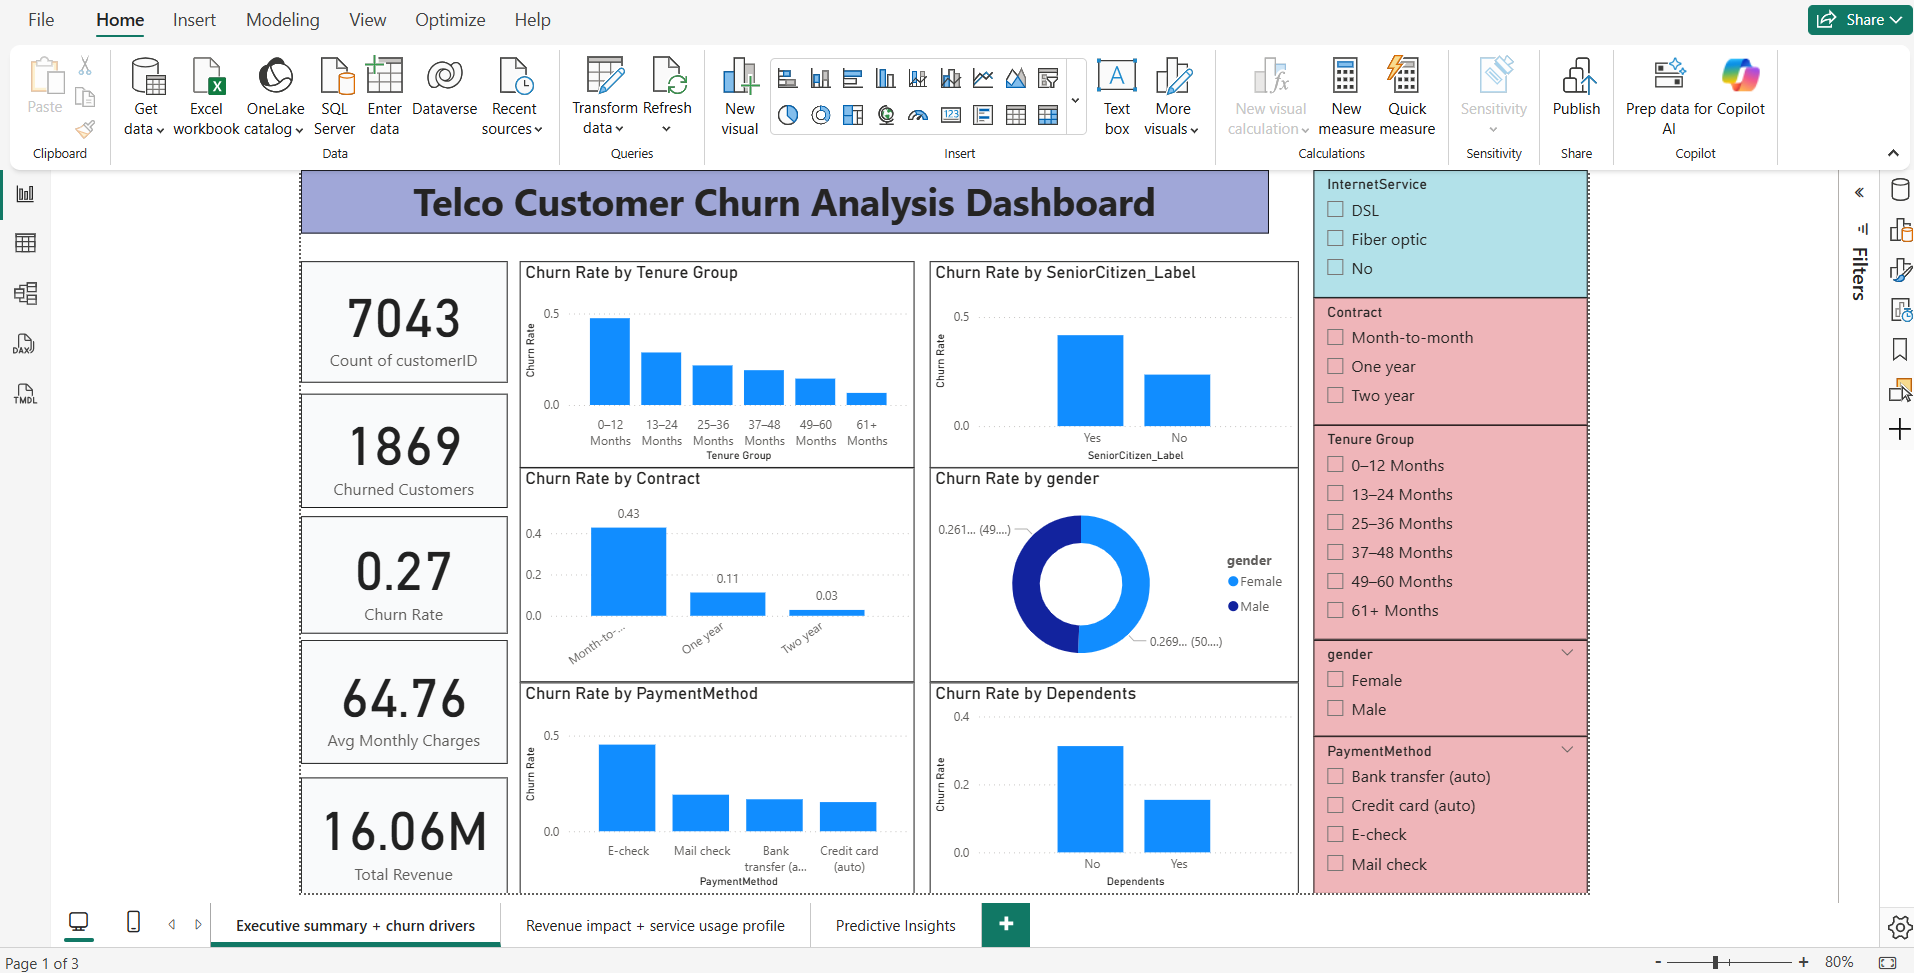 File
Home
Insert
Modeling
View
Optimize
Help
Share
Paste
Clipboard
Get data
Excel workbook
OneLake catalog
SQL Server
Enter data
Dataverse
Recent sources
Data
Transform data
Refresh
Queries
New visual
123
Insert
A
Text box
More visuals
New visual calculation
New measure
Quick measure
Calculations
Sensitivity
Sensitivity
Publish
Share
Prep data for AI
Copilot
Copilot
DAX
TMDL
Telco Customer Churn Analysis Dashboard
7043
Count of customerID
1869
Churned Customers
0.27
Churn Rate
64.76
Avg Monthly Charges
16.06M
Total Revenue
Churn Rate by Tenure Group
Churn Rate
0.5
0.0
0–12 Months
13–24 Months
25–36 Months
37–48 Months
49–60 Months
61+ Months
Tenure Group
Churn Rate by SeniorCitizen_Label
Churn Rate
0.5
0.0
Yes
No
SeniorCitizen_Label
Churn Rate by Contract
0.4
0.2
0.0
0.43
0.11
0.03
Month-to-...
One year
Two year
Churn Rate by gender
0.261... (49....)
0.269... (50....)
gender
Female
Male
Churn Rate by PaymentMethod
Churn Rate
0.5
0.0
E-check
Mail check
Bank transfer (a...
Credit card (auto)
PaymentMethod
Churn Rate by Dependents
Churn Rate
0.4
0.2
0.0
No
Yes
Dependents
InternetService
DSL
Fiber optic
No
Contract
Month-to-month
One year
Two year
Tenure Group
0–12 Months
13–24 Months
25–36 Months
37–48 Months
49–60 Months
61+ Months
gender
Female
Male
PaymentMethod
Bank transfer (auto)
Credit card (auto)
E-check
Mail check
Filters
Executive summary + churn drivers
Revenue impact + service usage profile
Predictive Insights
Page 1 of 3
80%